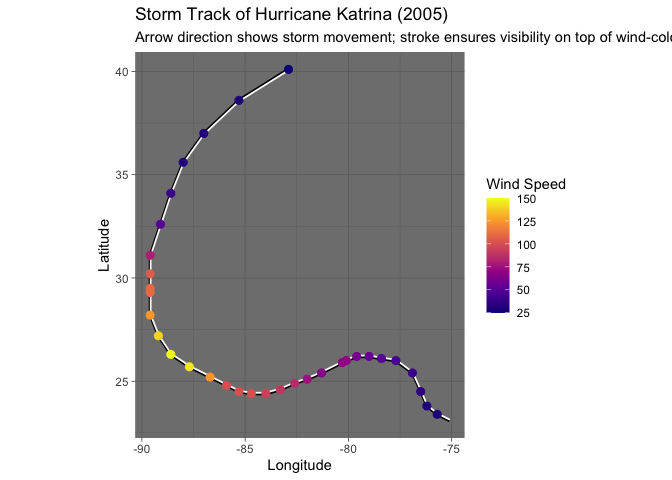 Storm Track of Hurricane Katrina (2005)
Arrow direction shows storm movement; stroke ensures visibility on top of wind-colo
40
35
30
25
-90
-85
-80
-75
Latitude
Longitude
Wind Speed
150
125
100
75
50
25